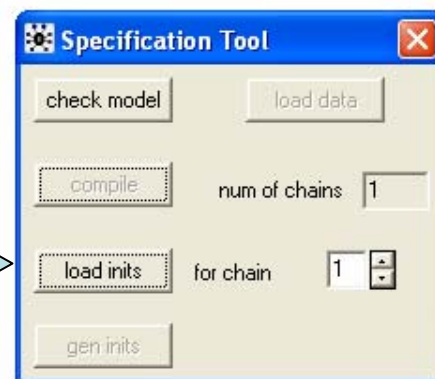 Specification Tool
check model load data
compile num of chains 1
load inits for chain 1
gen inits